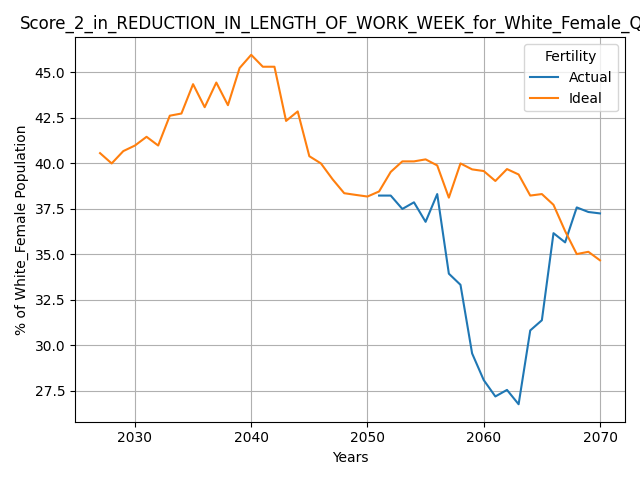 Score_2_in_REDUCTION_IN_LENGTH_OF_WORK_WEEK_for_White_Female_Q
Fertility
Actual
Ideal
45.0
42.5
40.0
37.5
35.0
32.5
30.0
27.5
% of White_Female Population
2030 2040 2050 2060 2070
Years